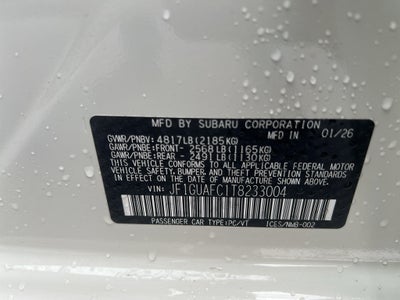 MFD BY SUBARU CORPORATION
MFD IN 01/26
GVWR/PNBV: 4817LB(2185KG)
GAWR/PNBE:FRONT- 2568LB(1165KG)
GAWR/PNBE:REAR - 2491LB(1130KG)
THIS VEHICLE CONFORMS TO ALL APPLICABLE FEDERAL MOTOR
VEHICLE SAFETY, BUMPER, AND THEFT PREVENTION STANDARDS
IN EFFECT ON THE DATE OF MANUFACTURE SHOWN ABOVE.
VIN: JF1GUAFC1T8233004
PASSENGER CAR TYPE:PC/VT ICES/NMB-002